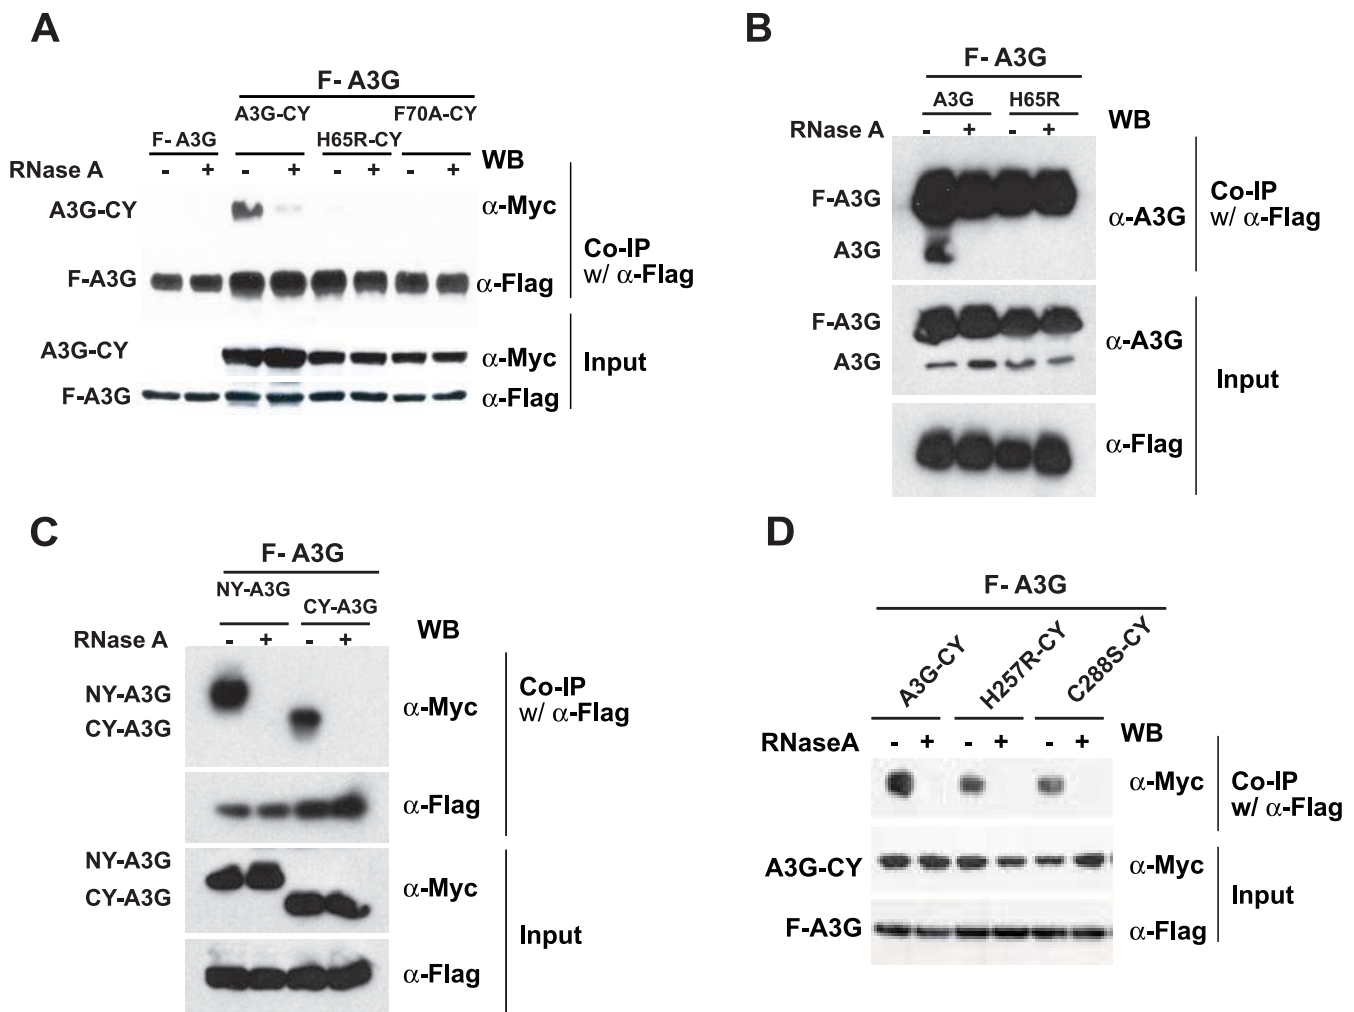 A
F- A3G
A3G-CY F70A-CY
F- A3G H65R-CY WB
RNase A - + - + - + - +
A3G-CY α-Myc
Co-IP
w/ α-Flag
F-A3G α-Flag
A3G-CY α-Myc
Input
F-A3G α-Flag
B
F- A3G
A3G H65R
RNase A - + - + WB
F-A3G
α-A3G
Co-IP
w/ α-Flag
A3G
F-A3G
α-A3G
A3G
Input
α-Flag
C
F- A3G
NY-A3G
CY-A3G
WB
RNase A - + - +
NY-A3G
α-Myc
CY-A3G
Co-IP
w/ α-Flag
α-Flag
NY-A3G
α-Myc
CY-A3G
Input
α-Flag
D
F- A3G
A3G-CY H257R-CY C288S-CY
RNaseA - + - + - + WB
α-Myc
Co-IP
w/ α-Flag
A3G-CY α-Myc
Input
F-A3G α-Flag